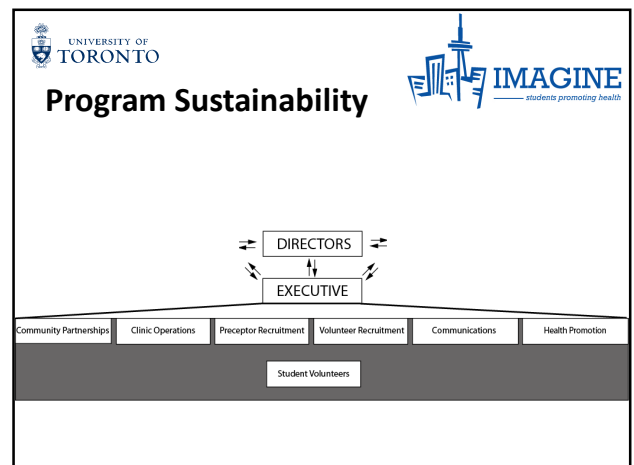 UNIVERSITY OF
TORONTO
IMAGINE
students promoting health
Program Sustainability
DIRECTORS
EXECUTIVE
Community Partnerships
Clinic Operations
Preceptor Recruitment
Volunteer Recruitment
Communications
Health Promotion
Student Volunteers